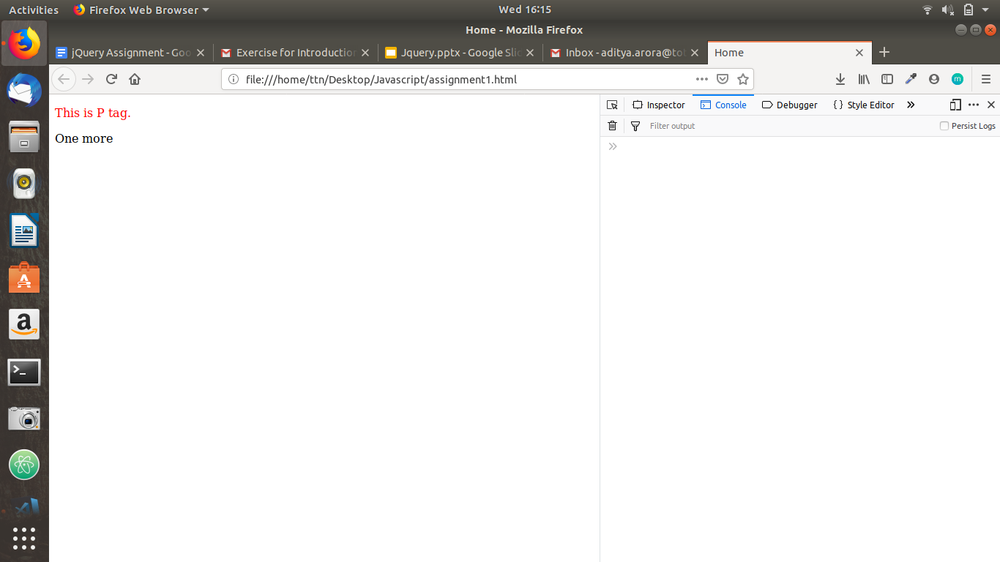 Activities Firefox Web Browser Wed 16:15
Home - Mozilla Firefox
jQuery Assignment - Goo Exercise for Introduction Jquery.pptx - Google Slid Inbox - aditya.arora@to Home
file:///home/ttn/Desktop/Javascript/assignment1.html m
Inspector Console Debugger Style Editor
Filter output Persist Logs
This is P tag.
One more